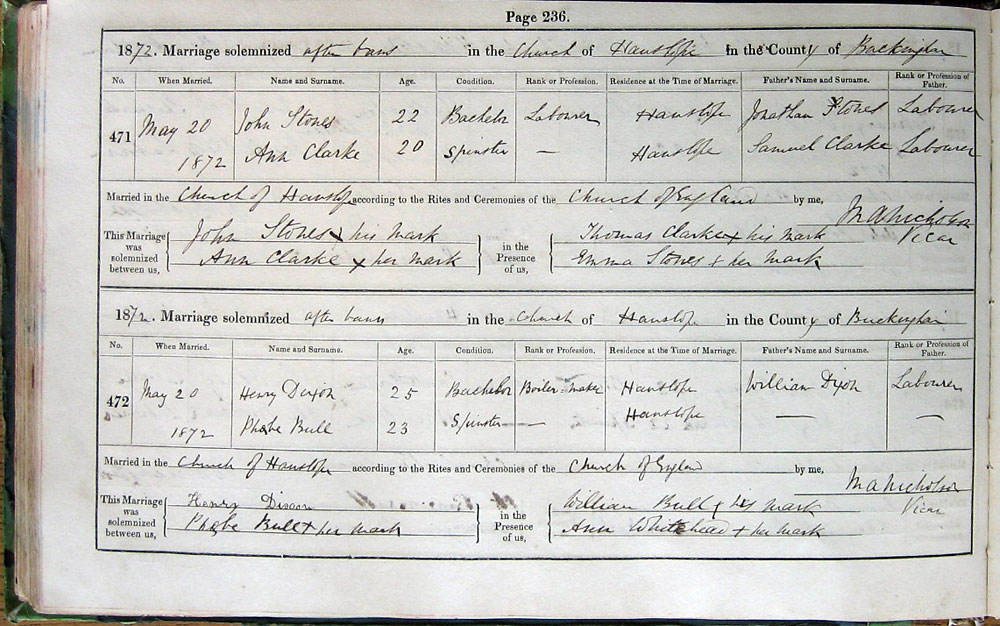 Page 236.
1872. Marriage solemnized after banns in the Church of Hanslope in the County of Buckingham
No. When Married. Name and Surname. Age. Condition. Rank or Profession. Residence at the Time of Marriage. Father's Name and Surname. Rank or Profession of Father.
471 May 20 John Stones 22 Bachelor Labourer Hanslope Jonathan Stones Labourer
1872 Ann Clarke 20 Spinster — Hanslope Samuel Clarke Labourer
Married in the Church of Hanslope according to the Rites and Ceremonies of the Church of England by me,
M A Nicholson
Vicar
This Marriage was solemnized between us, John Stones x his mark in the Presence of us, Thomas Clarke x his mark
Ann Clarke x her mark Emma Stones x her mark
1872. Marriage solemnized after banns in the Church of Hanslope in the County of Buckingham
No. When Married. Name and Surname. Age. Condition. Rank or Profession. Residence at the Time of Marriage. Father's Name and Surname. Rank or Profession of Father.
472 May 20 Henry Dixon 25 Bachelor Boiler-maker Hanslope William Dixon Labourer
1872 Phebe Bull 23 Spinster — Hanslope — —
Married in the Church of Hanslope according to the Rites and Ceremonies of the Church of England by me,
M A Nicholson
Vicar
This Marriage was solemnized between us, Henry Dixon in the Presence of us, William Bull x his mark
Phebe Bull x her mark Ann Whitehead x her mark